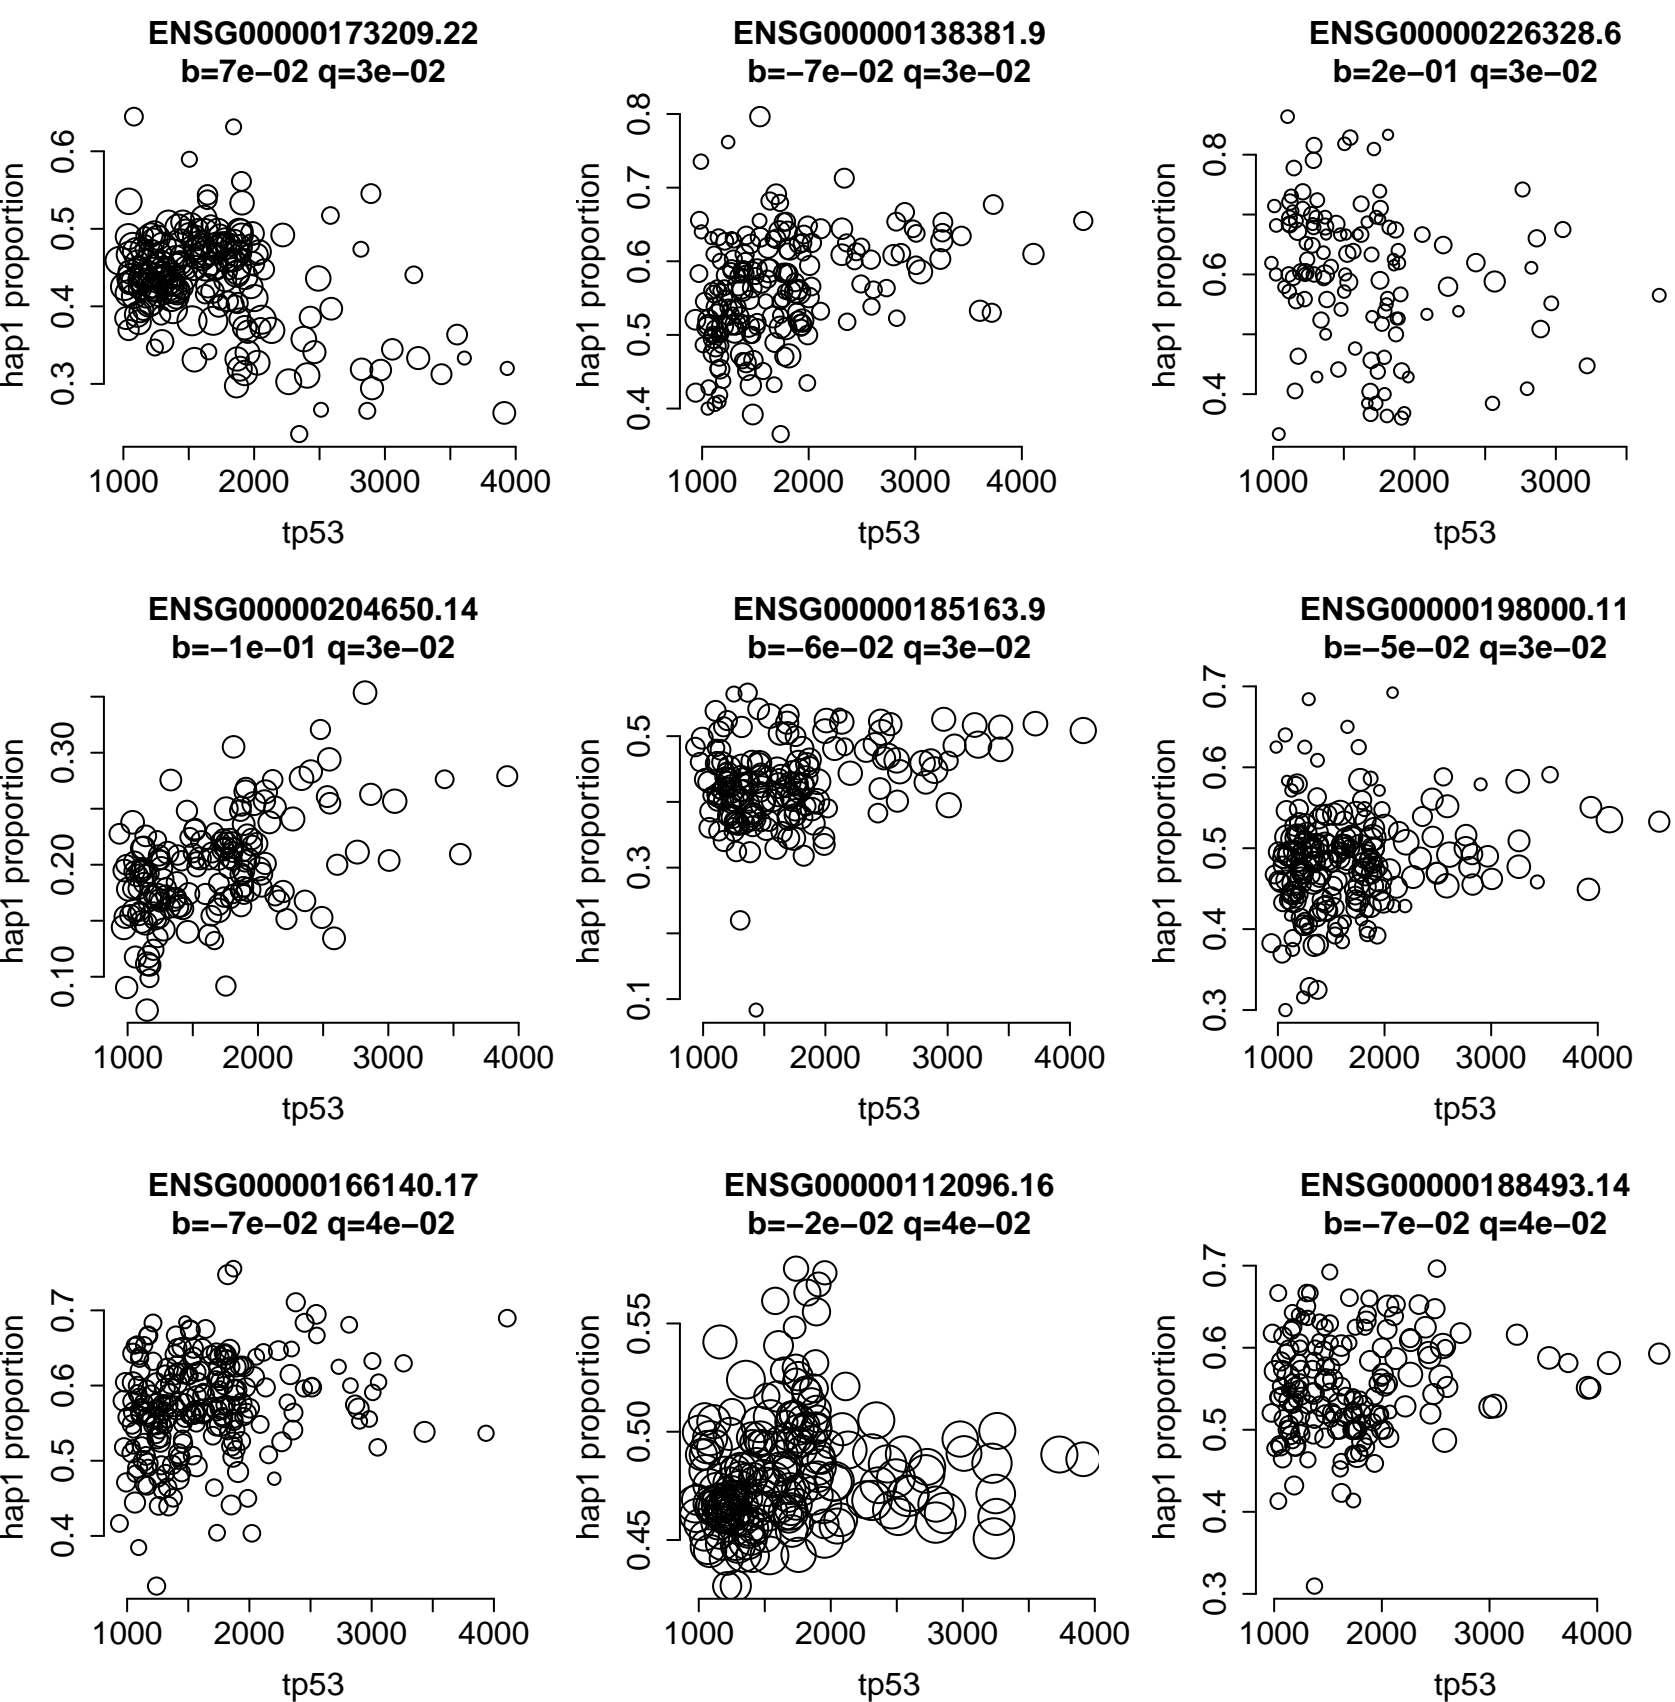 ENSG00000173209.22
b=7e−02 q=3e−02
hap1 proportion
0.3 0.4 0.5 0.6
1000 2000 3000 4000
tp53
ENSG00000138381.9
b=−7e−02 q=3e−02
hap1 proportion
0.4 0.5 0.6 0.7 0.8
1000 2000 3000 4000
tp53
ENSG00000226328.6
b=2e−01 q=3e−02
hap1 proportion
0.4 0.6 0.8
1000 2000 3000
tp53
ENSG00000204650.14
b=−1e−01 q=3e−02
hap1 proportion
0.10 0.20 0.30
1000 2000 3000 4000
tp53
ENSG00000185163.9
b=−6e−02 q=3e−02
hap1 proportion
0.1 0.3 0.5
1000 2000 3000 4000
tp53
ENSG00000198000.11
b=−5e−02 q=3e−02
hap1 proportion
0.3 0.4 0.5 0.6 0.7
1000 2000 3000 4000
tp53
ENSG00000166140.17
b=−7e−02 q=4e−02
hap1 proportion
0.4 0.5 0.6 0.7
1000 2000 3000 4000
tp53
ENSG00000112096.16
b=−2e−02 q=4e−02
hap1 proportion
0.45 0.50 0.55
1000 2000 3000 4000
tp53
ENSG00000188493.14
b=−7e−02 q=4e−02
hap1 proportion
0.3 0.4 0.5 0.6 0.7
1000 2000 3000 4000
tp53